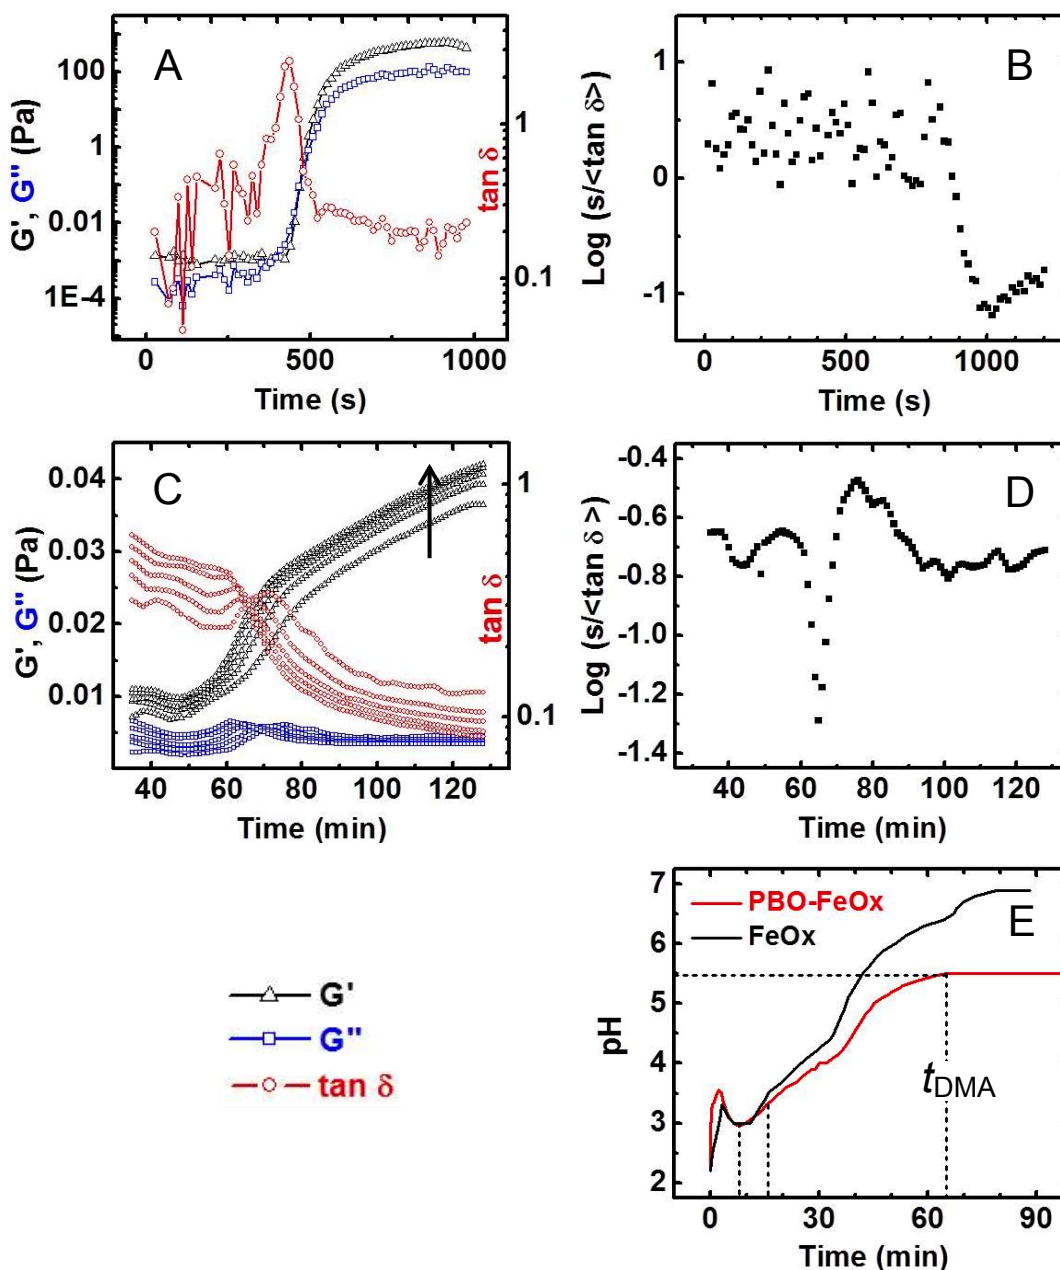 A
G', G'' (Pa)
100
1
0.01
1E-4
1
0.1
tan δ
0 500 1000
Time (s)
B
Log (s/<tan δ>)
1
0
-1
0 500 1000
Time (s)
C
G', G'' (Pa)
0.04
0.03
0.02
0.01
1
0.1
tan δ
40 60 80 100 120
Time (min)
D
Log (s/<tan δ >)
-0.4
-0.6
-0.8
-1.0
-1.2
-1.4
40 60 80 100 120
Time (min)
G'
G''
tan δ
E
PBO-FeOx
FeOx
pH
7
6
5
4
3
2
tDMA
0 30 60 90
Time (min)